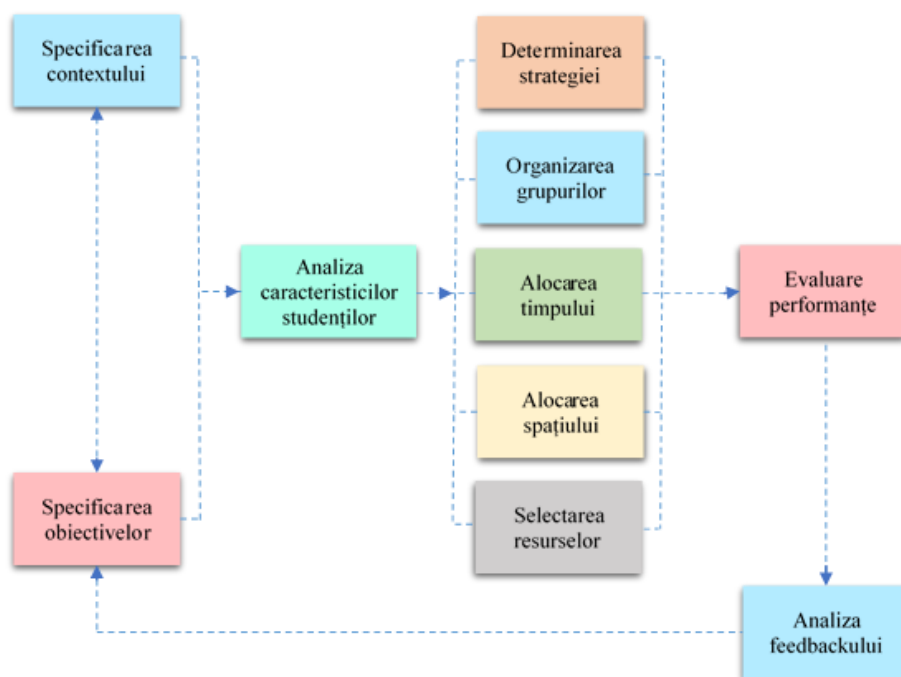 Specificarea
contextului
Specificarea
obiectivelor
Analiza
caracteristicilor
studenților
Determinarea
strategiei
Organizarea
grupurilor
Alocarea
timpului
Alocarea
spațiului
Selectarea
resurselor
Evaluare
performanțe
Analiza
feedbackului